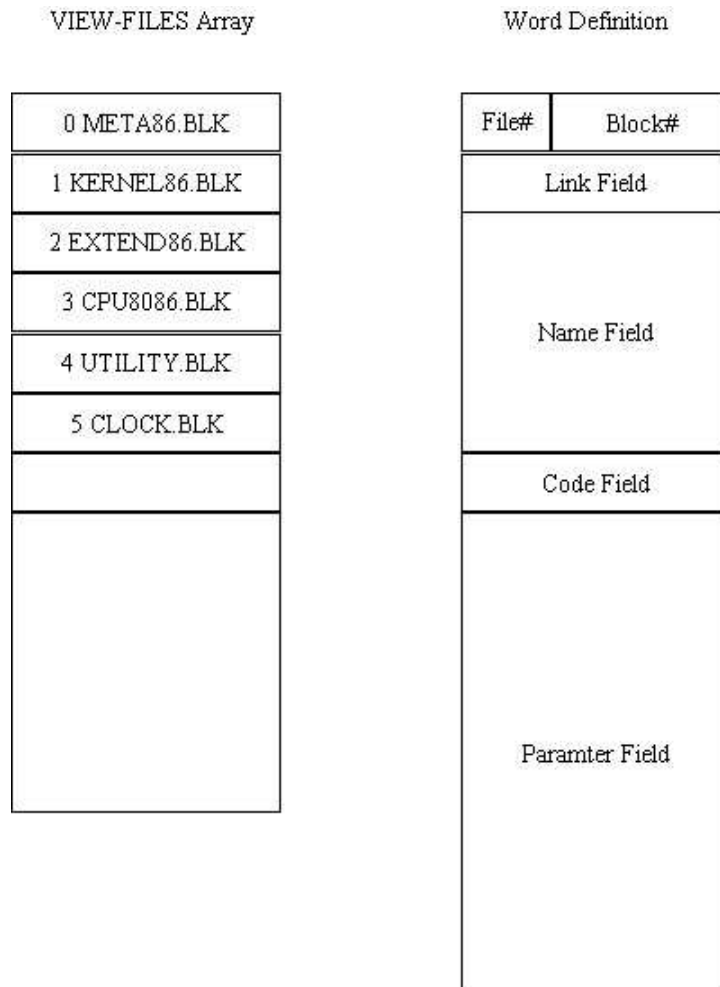 VIEW-FILES Array
0 META86.BLK
1 KERNEL86.BLK
2 EXTEND86.BLK
3 CPU8086.BLK
4 UTILITY.BLK
5 CLOCK.BLK
Word Definition
File#
Block#
Link Field
Name Field
Code Field
Paramter Field